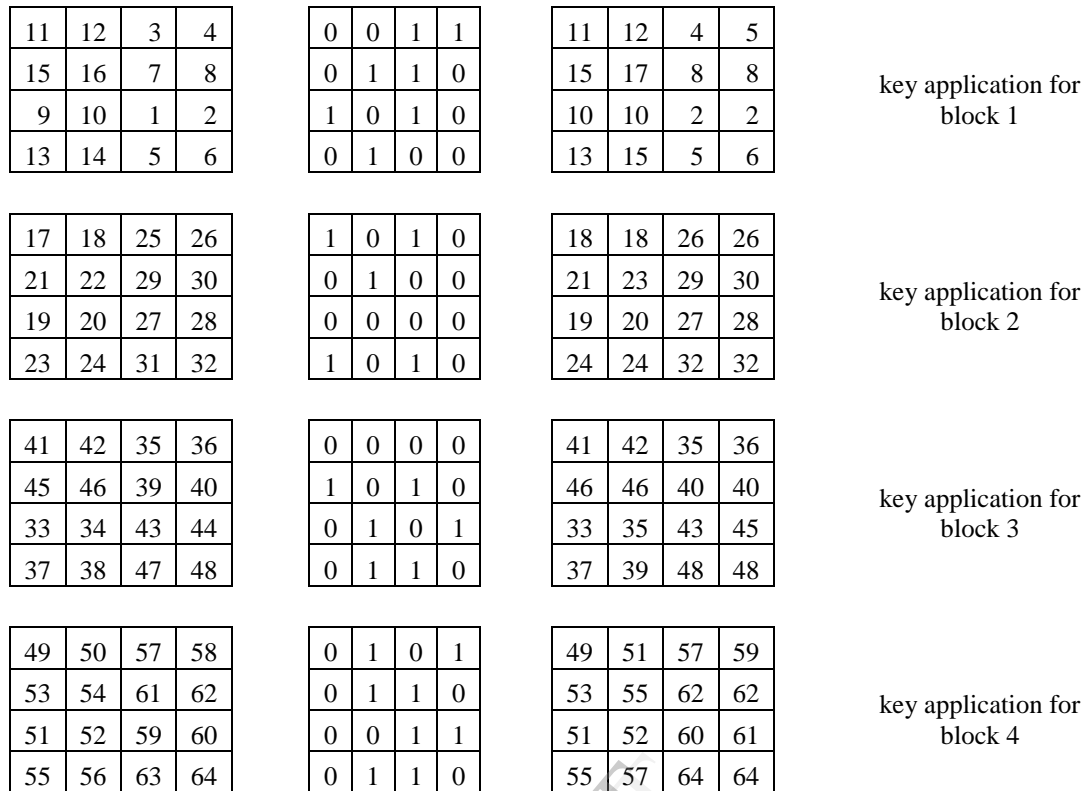 11 12 3 4 0 0 1 1 11 12 4 5
15 16 7 8 0 1 1 0 15 17 8 8
9 10 1 2 1 0 1 0 10 10 2 2
13 14 5 6 0 1 0 0 13 15 5 6
key application for
block 1
17 18 25 26 1 0 1 0 18 18 26 26
21 22 29 30 0 1 0 0 21 23 29 30
19 20 27 28 0 0 0 0 19 20 27 28
23 24 31 32 1 0 1 0 24 24 32 32
key application for
block 2
41 42 35 36 0 0 0 0 41 42 35 36
45 46 39 40 1 0 1 0 46 46 40 40
33 34 43 44 0 1 0 1 33 35 43 45
37 38 47 48 0 1 1 0 37 39 48 48
key application for
block 3
49 50 57 58 0 1 0 1 49 51 57 59
53 54 61 62 0 1 1 0 53 55 62 62
51 52 59 60 0 0 1 1 51 52 60 61
55 56 63 64 0 1 1 0 55 57 64 64
key application for
block 4